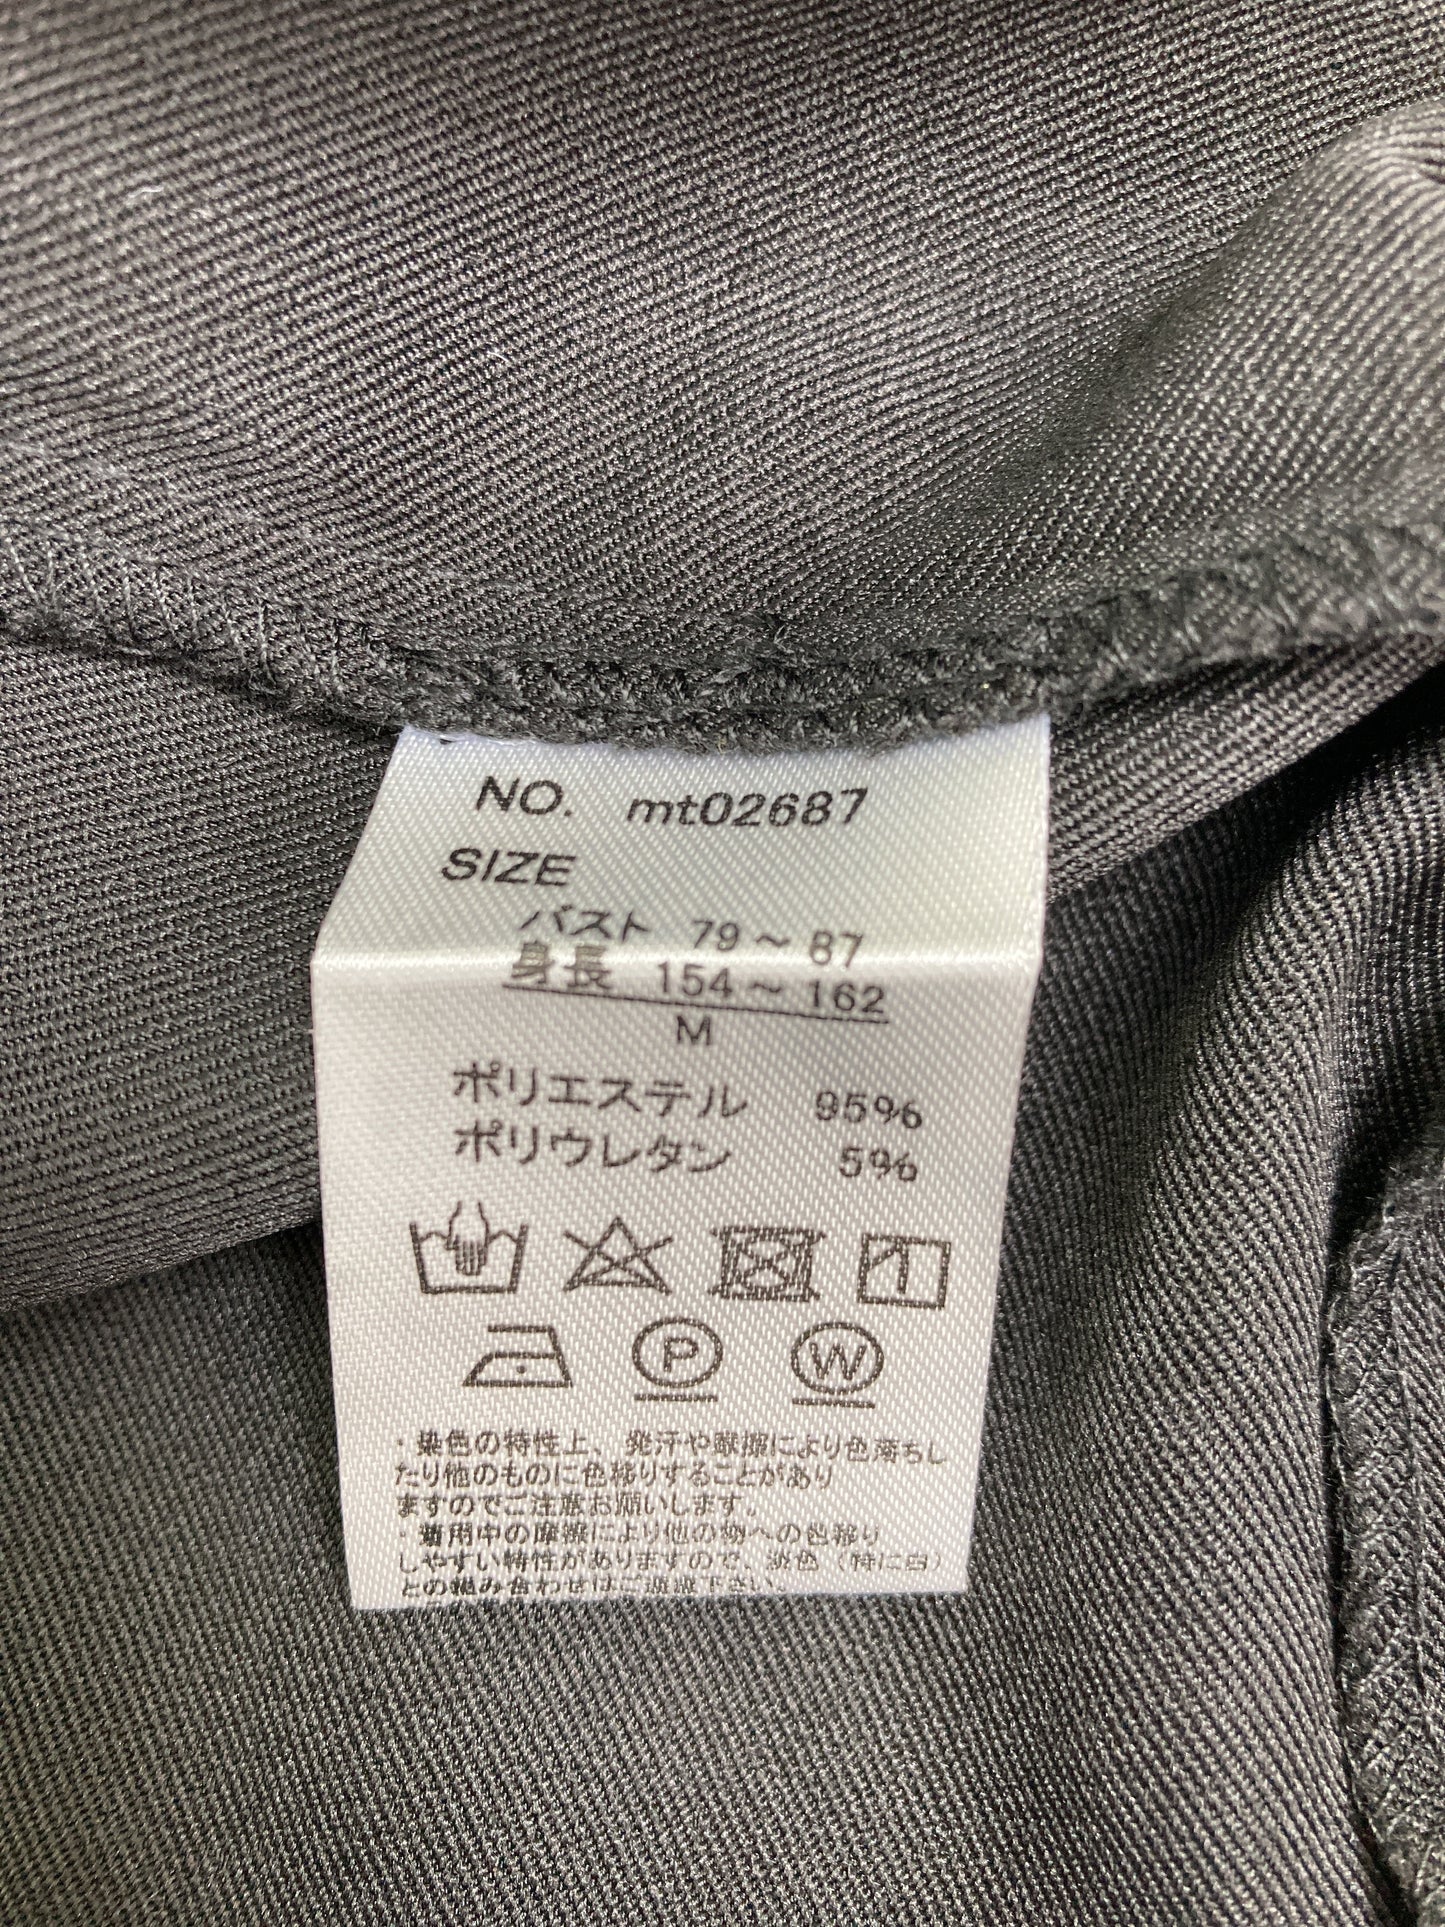 NO. mt02687
SIZE
バスト 79～87
身長 154～162
M
ポリエステル 95%
ポリウレタン 5%
P W
・染色の特性上、発汗や摩擦により色落ちし
たり他のものに色移りすることがあり
ますのでご注意お願いします。
・着用中の摩擦により他の物への色移り
しやすい特性がありますので、淡色（特に白）
との組み合わせはご遠慮下さい。